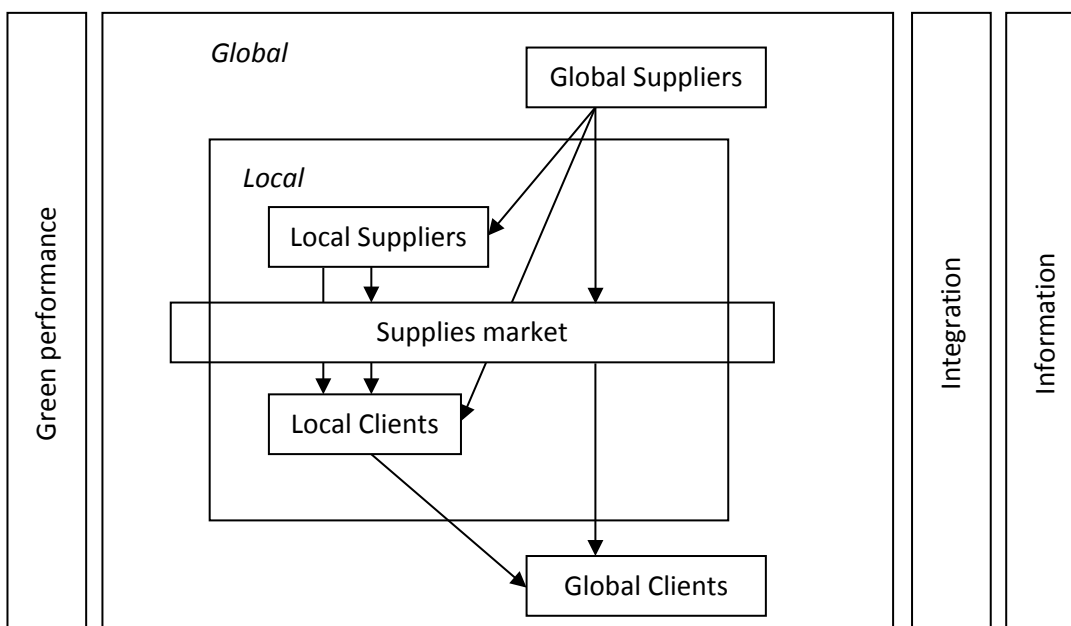 Green performance
Global
Global Suppliers
Local
Local Suppliers
Supplies market
Local Clients
Global Clients
Integration
Information